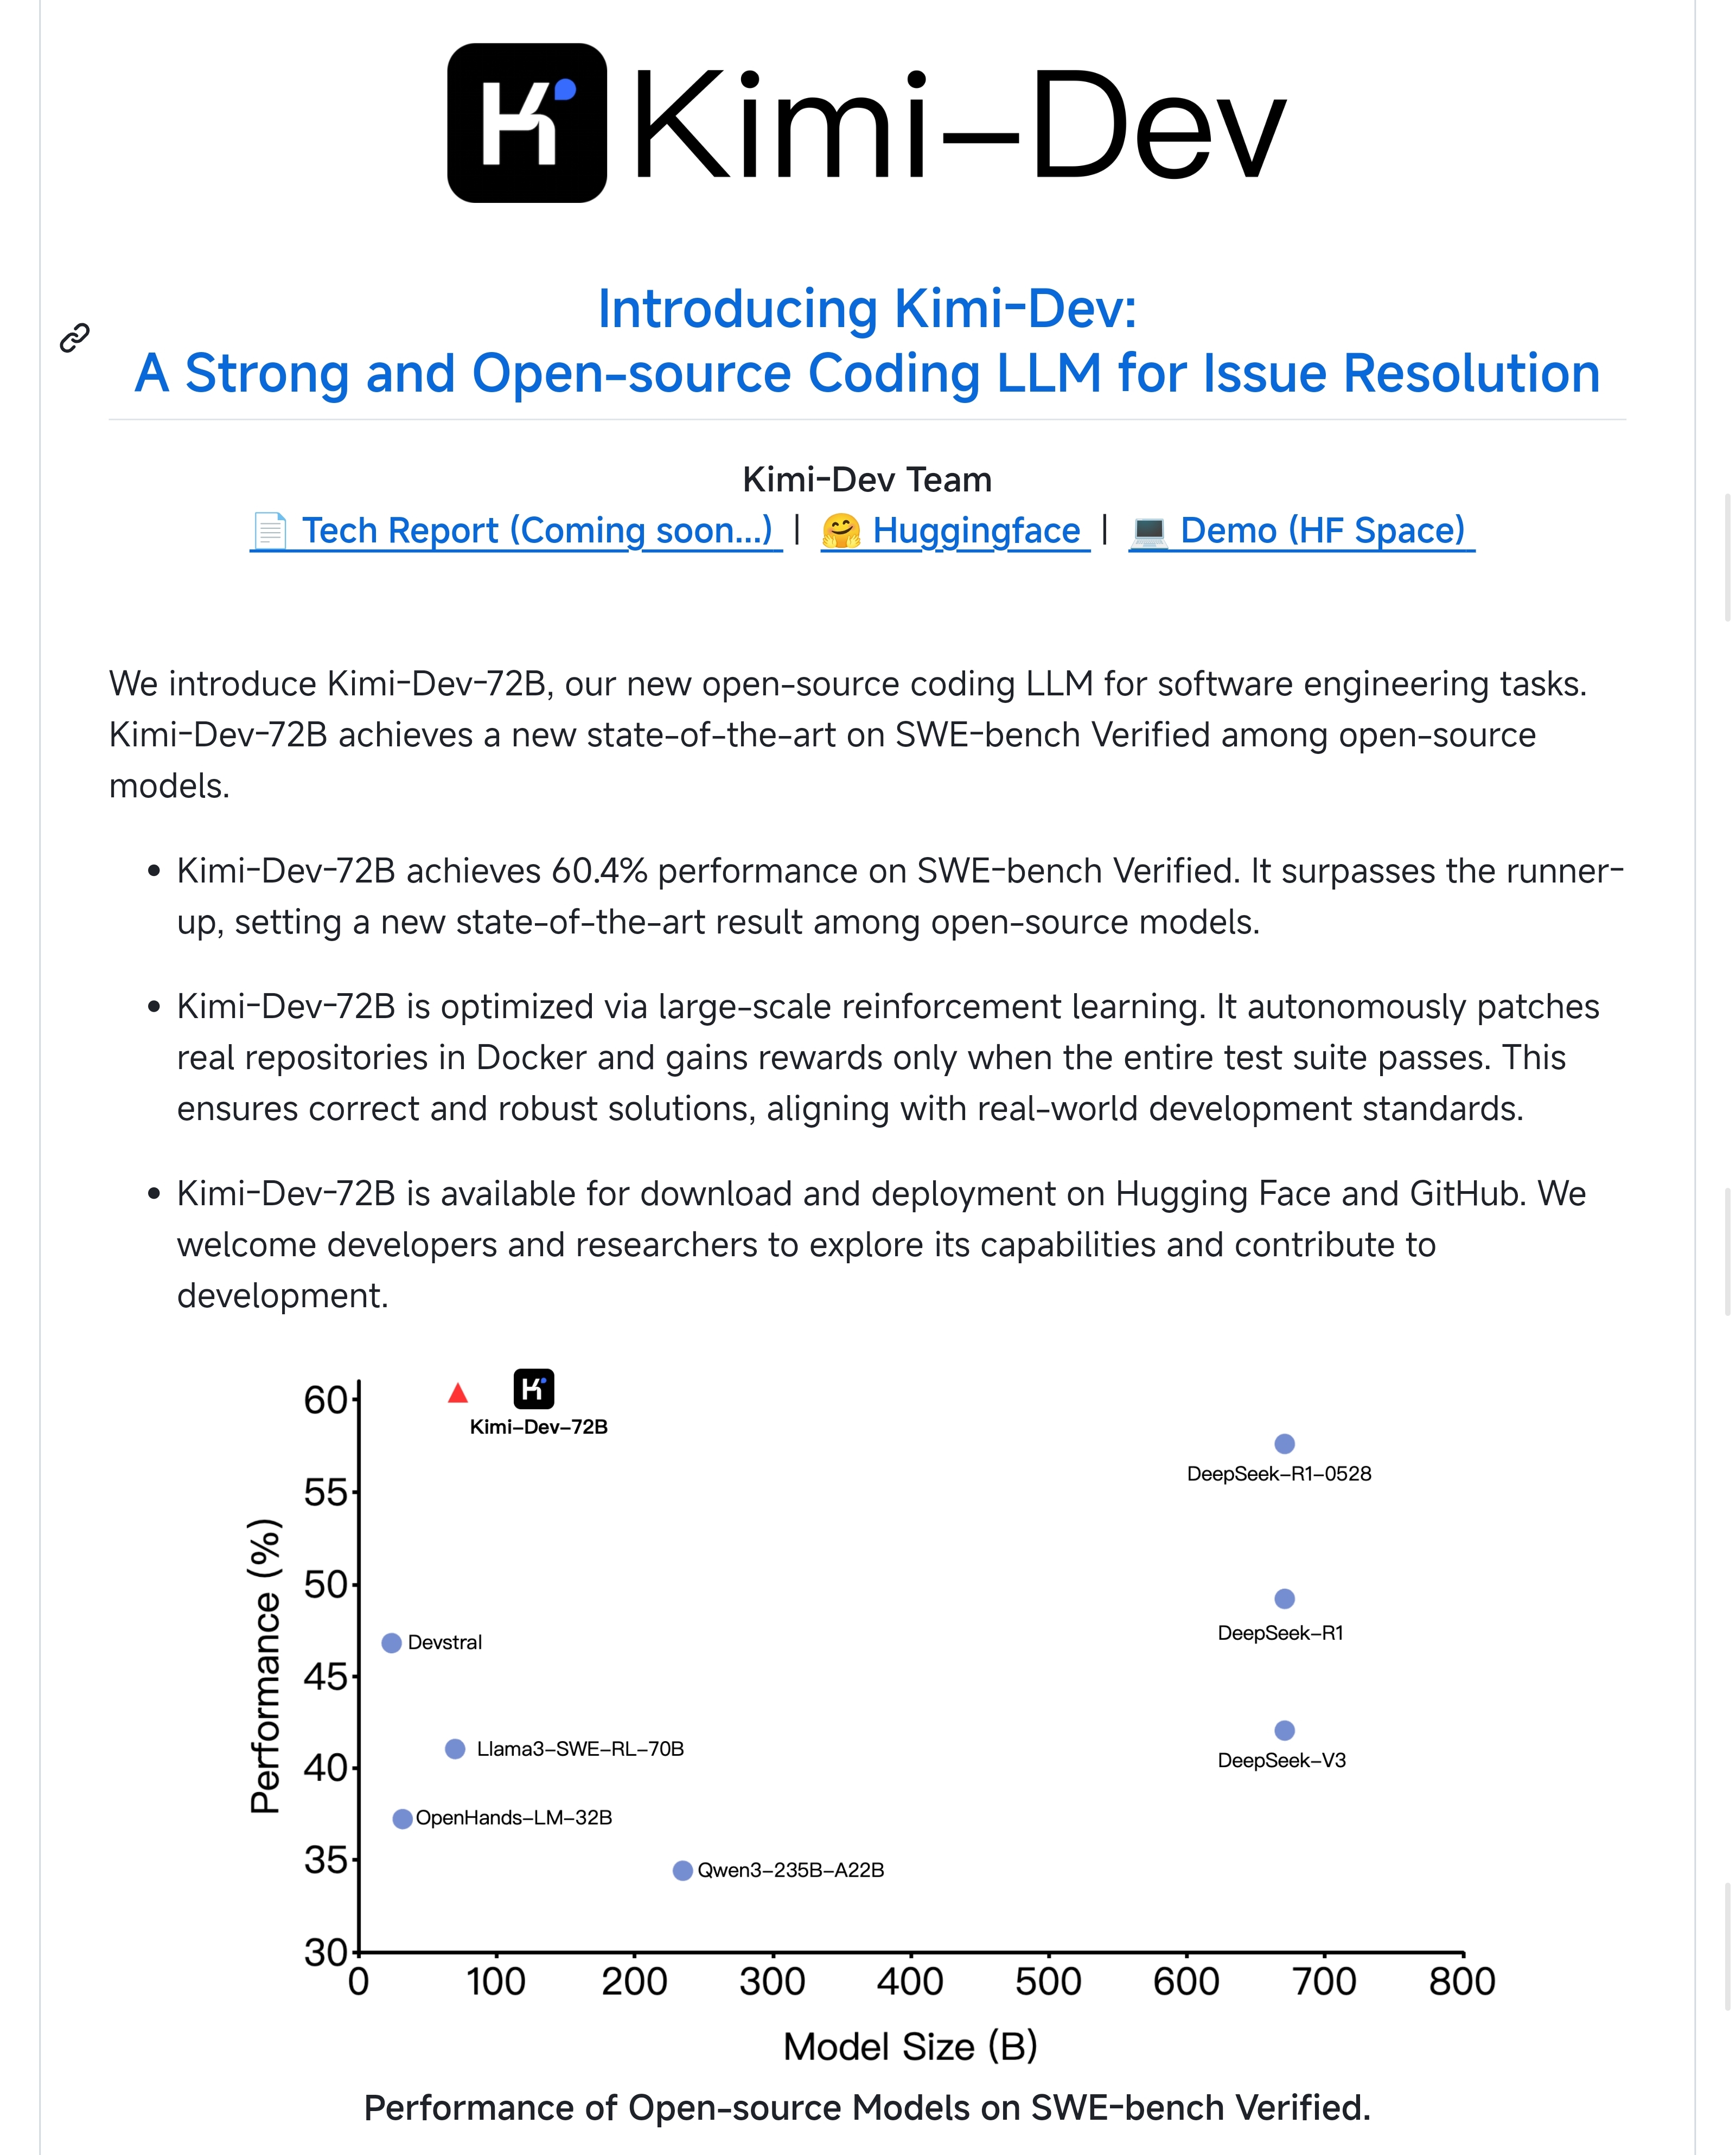 Kimi-Dev
Introducing Kimi-Dev:
A Strong and Open-source Coding LLM for Issue Resolution
Kimi-Dev Team
📄 Tech Report (Coming soon...) | 🤗 Huggingface | 💻 Demo (HF Space)
We introduce Kimi-Dev-72B, our new open-source coding LLM for software engineering tasks.
Kimi-Dev-72B achieves a new state-of-the-art on SWE-bench Verified among open-source
models.
• Kimi-Dev-72B achieves 60.4% performance on SWE-bench Verified. It surpasses the runner-
up, setting a new state-of-the-art result among open-source models.
• Kimi-Dev-72B is optimized via large-scale reinforcement learning. It autonomously patches
real repositories in Docker and gains rewards only when the entire test suite passes. This
ensures correct and robust solutions, aligning with real-world development standards.
• Kimi-Dev-72B is available for download and deployment on Hugging Face and GitHub. We
welcome developers and researchers to explore its capabilities and contribute to
development.
60
Kimi-Dev-72B
DeepSeek-R1-0528
55
50
DeepSeek-R1
Devstral
45
Llama3-SWE-RL-70B
DeepSeek-V3
40
OpenHands-LM-32B
35
Qwen3-235B-A22B
30
Performance (%)
0 100 200 300 400 500 600 700 800
Model Size (B)
Performance of Open-source Models on SWE-bench Verified.